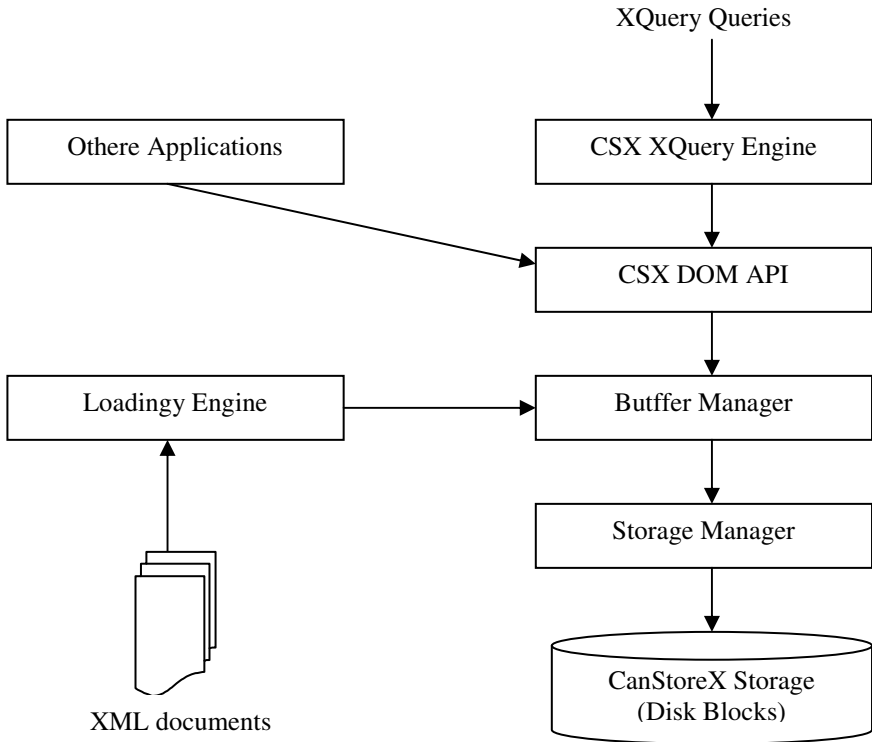 XQuery Queries
Othere Applications
CSX XQuery Engine
CSX DOM API
Loadingy Engine
Butffer Manager
Storage Manager
XML documents
CanStoreX Storage
(Disk Blocks)